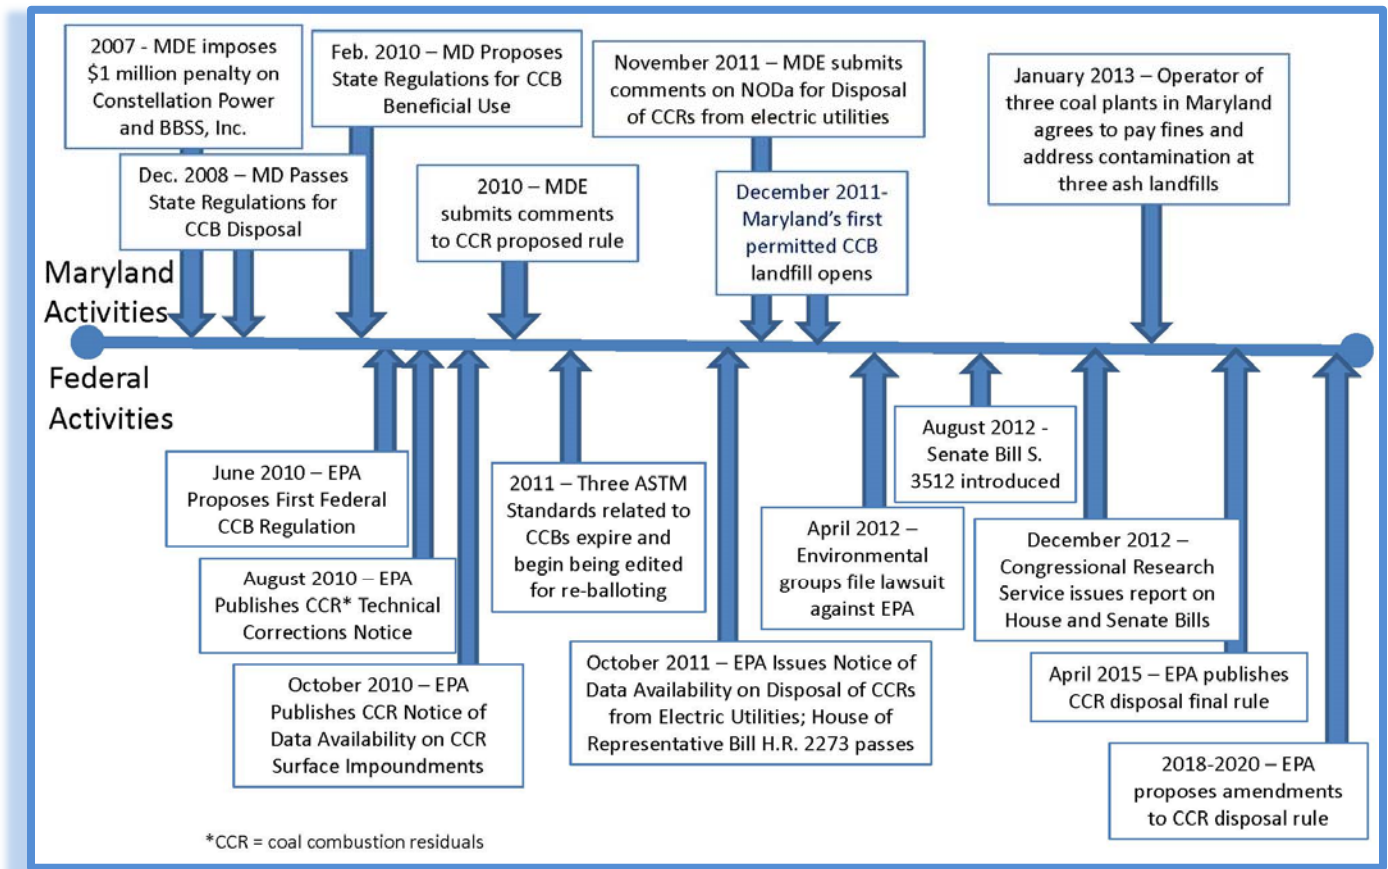 2007 - MDE imposes
$1 million penalty on
Constellation Power
and BBSS, Inc.
Dec. 2008 – MD Passes
State Regulations for
CCB Disposal
Feb. 2010 – MD Proposes
State Regulations for CCB
Beneficial Use
2010 – MDE
submits comments
to CCR proposed rule
November 2011 – MDE submits
comments on NODa for Disposal
of CCRs from electric utilities
December 2011-
Maryland’s first
permitted CCB
landfill opens
January 2013 – Operator of
three coal plants in Maryland
agrees to pay fines and
address contamination at
three ash landfills
Maryland
Activities
Federal
Activities
June 2010 – EPA
Proposes First Federal
CCB Regulation
August 2010 – EPA
Publishes CCR* Technical
Corrections Notice
October 2010 – EPA
Publishes CCR Notice of
Data Availability on CCR
Surface Impoundments
2011 – Three ASTM
Standards related to
CCBs expire and
begin being edited
for re-balloting
October 2011 – EPA Issues Notice of
Data Availability on Disposal of CCRs
from Electric Utilities; House of
Representative Bill H.R. 2273 passes
April 2012 –
Environmental
groups file lawsuit
against EPA
August 2012 -
Senate Bill S.
3512 introduced
December 2012 –
Congressional Research
Service issues report on
House and Senate Bills
April 2015 – EPA publishes
CCR disposal final rule
2018-2020 – EPA
proposes amendments
to CCR disposal rule
*CCR = coal combustion residuals